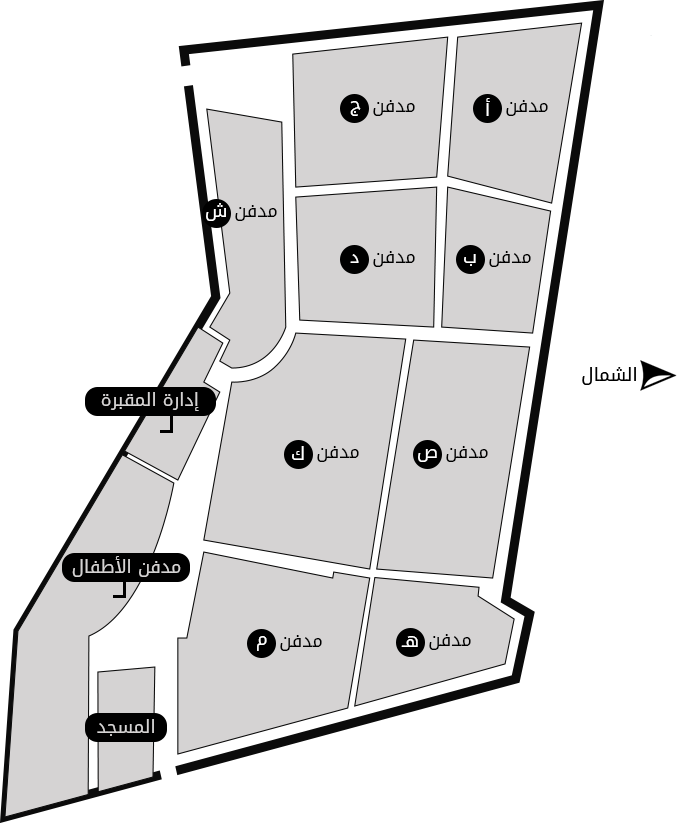 مدفن أ
مدفن ج
مدفن ش
مدفن ب
مدفن د
الشمال
إدارة المقبرة
مدفن ص
مدفن ك
مدفن الأطفال
مدفن هـ
مدفن م
المسجد